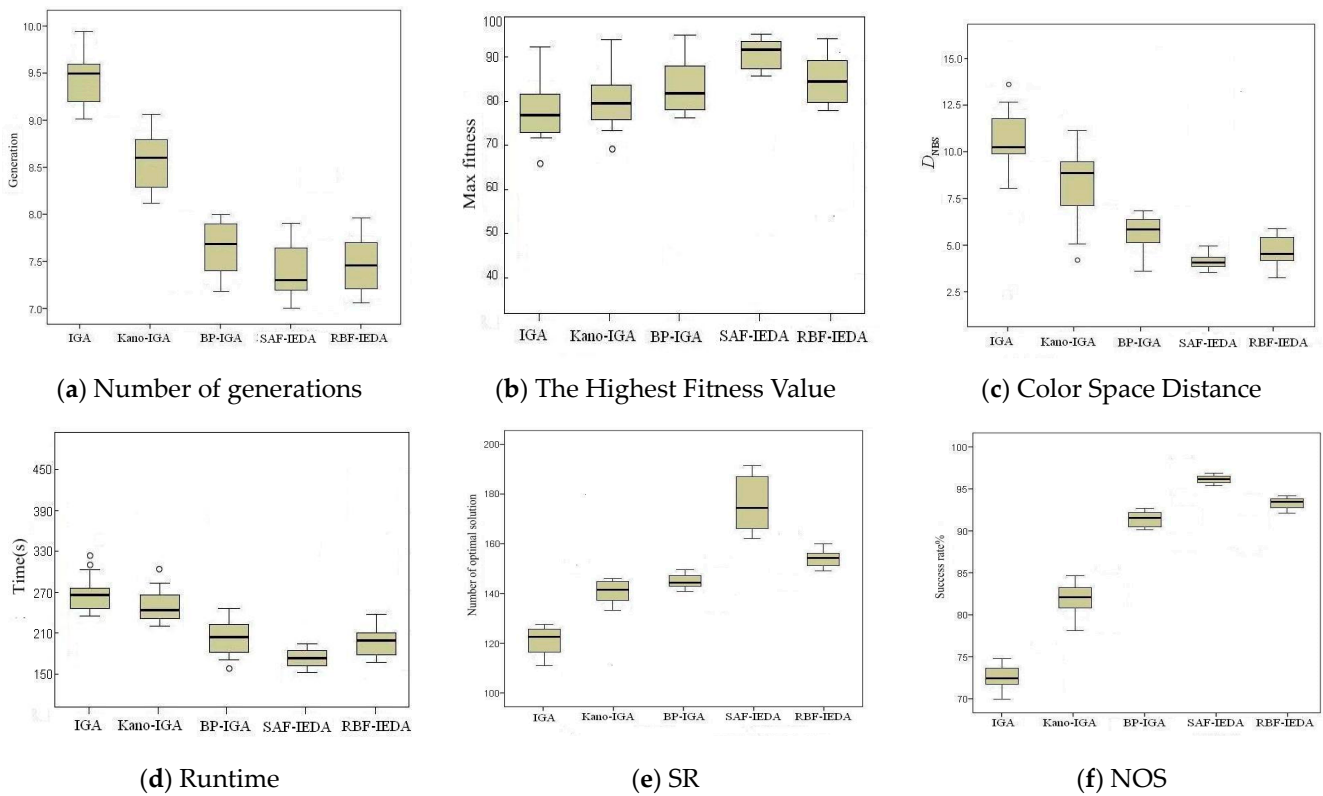 10.0
9.5
9.0
8.5
8.0
7.5
7.0
Generation
IGA Kano-IGA BP-IGA SAF-IEDA RBF-IEDA
(a) Number of generations
100
90
80
70
60
50
40
Max fitness
IGA Kano-IGA BP-IGA SAF-IEDA RBF-IEDA
(b) The Highest Fitness Value
15.0
12.5
10.0
7.5
5.0
2.5
D_NBS
IGA Kano-IGA BP-IGA SAF-IEDA RBF-IEDA
(c) Color Space Distance
450
390
330
270
210
150
Time(s)
IGA Kano-IGA BP-IGA SAF-IEDA RBF-IEDA
(d) Runtime
200
180
160
140
120
100
Number of optimal solution
IGA Kano-IGA BP-IGA SAF-IEDA RBF-IEDA
(e) SR
100
95
90
85
80
75
70
Success rate%
IGA Kano-IGA BP-IGA SAF-IEDA RBF-IEDA
(f) NOS